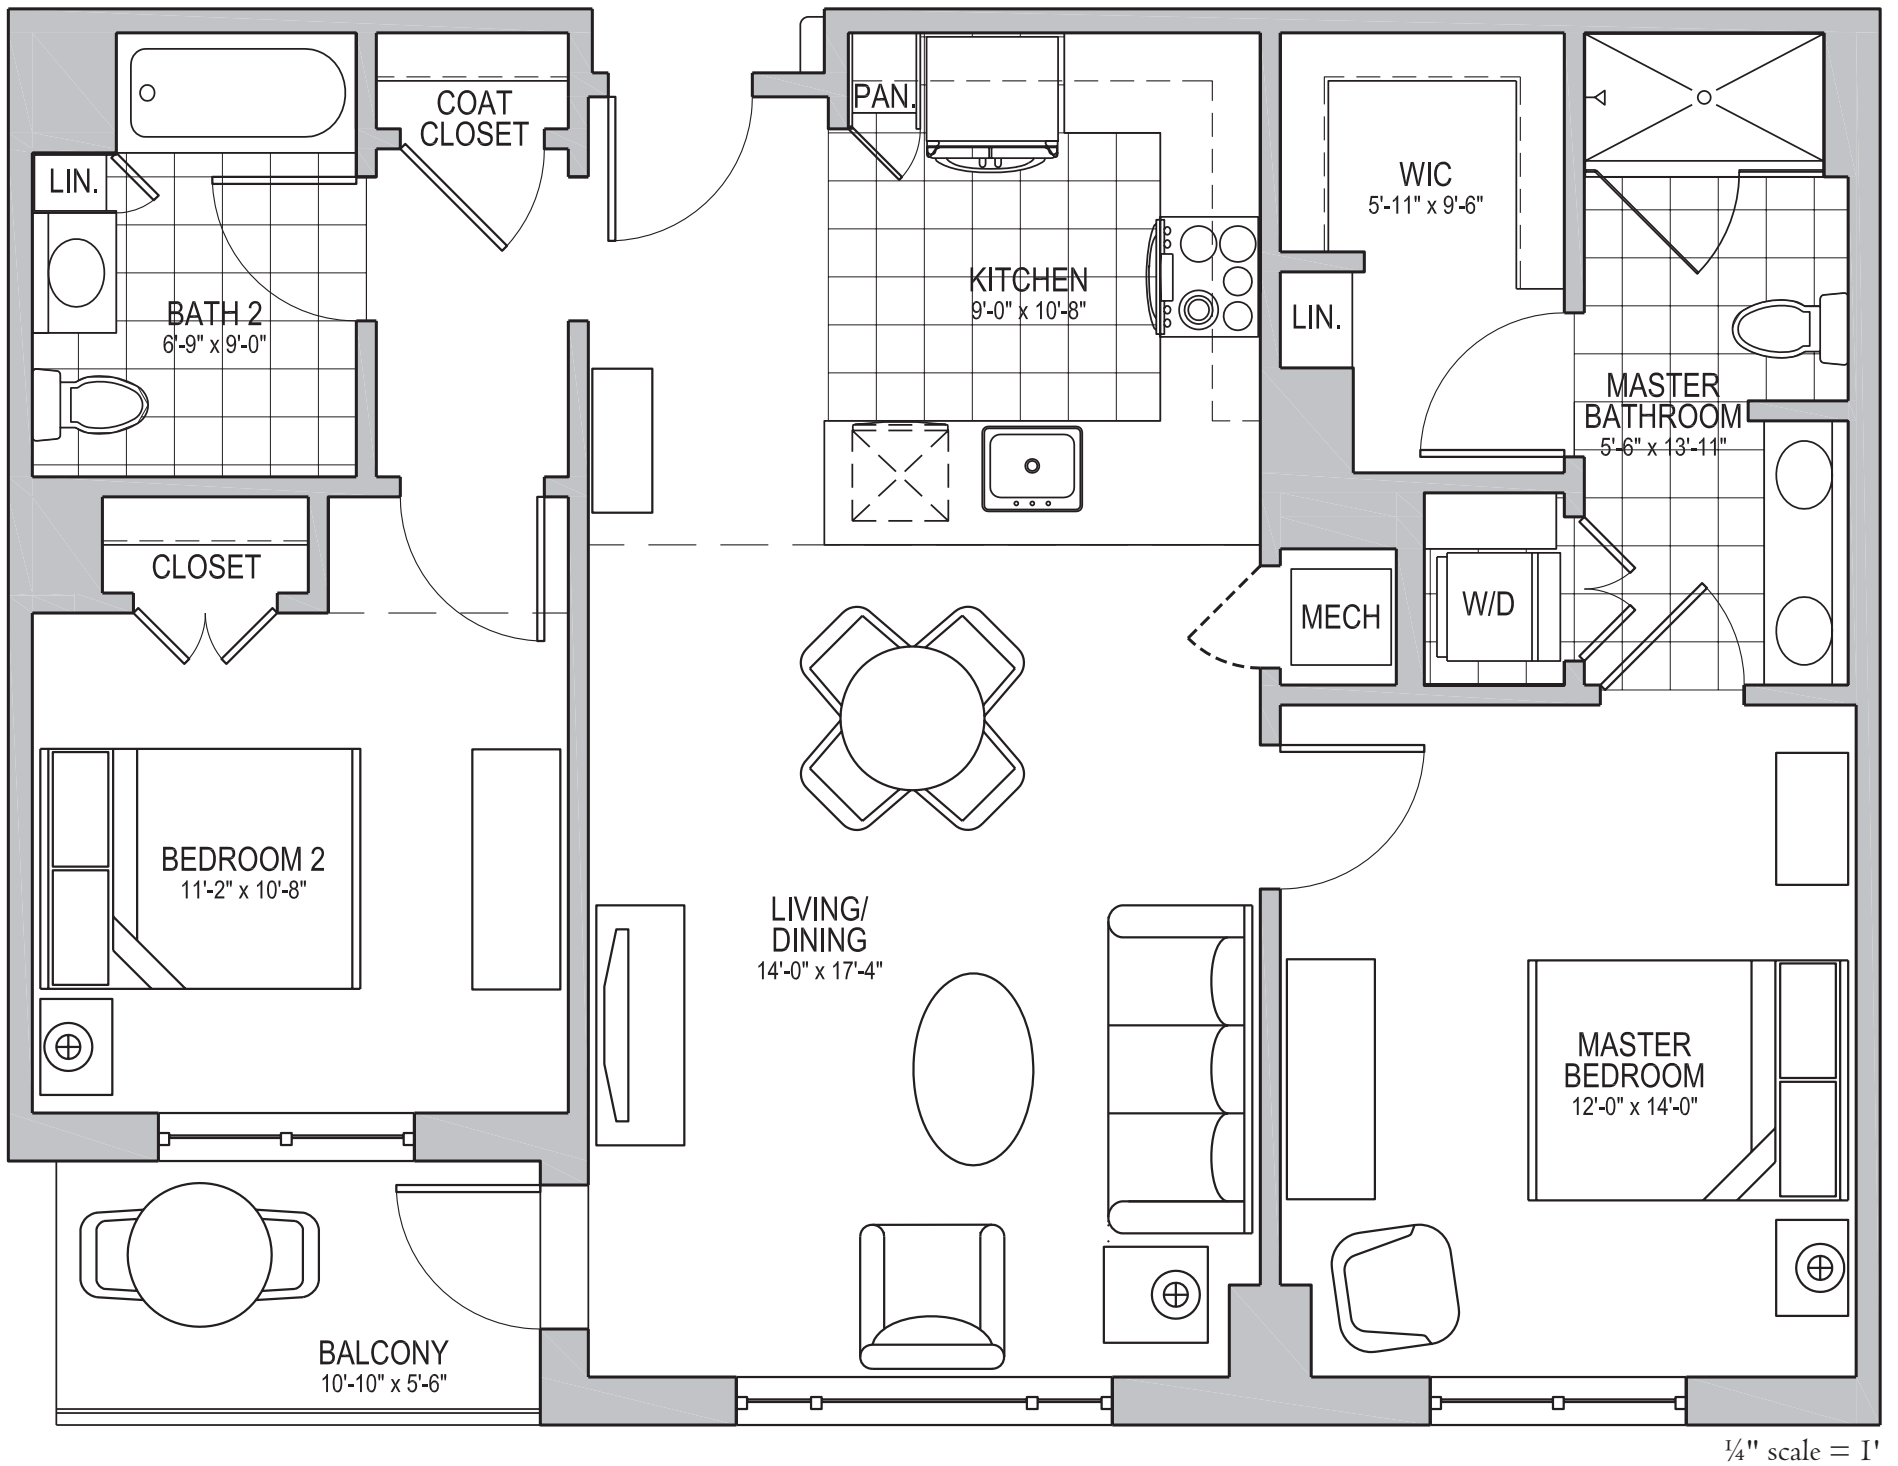 COAT
CLOSET
PAN.
LIN.
WIC
5'-11" x 9'-6"
KITCHEN
9'-0" x 10'-8"
BATH 2
6'-9" x 9'-0"
LIN.
MASTER
BATHROOM
5'-6" x 13'-11"
CLOSET
MECH
W/D
BEDROOM 2
11'-2" x 10'-8"
LIVING/
DINING
14'-0" x 17'-4"
MASTER
BEDROOM
12'-0" x 14'-0"
BALCONY
10'-10" x 5'-6"
¼" scale = 1'